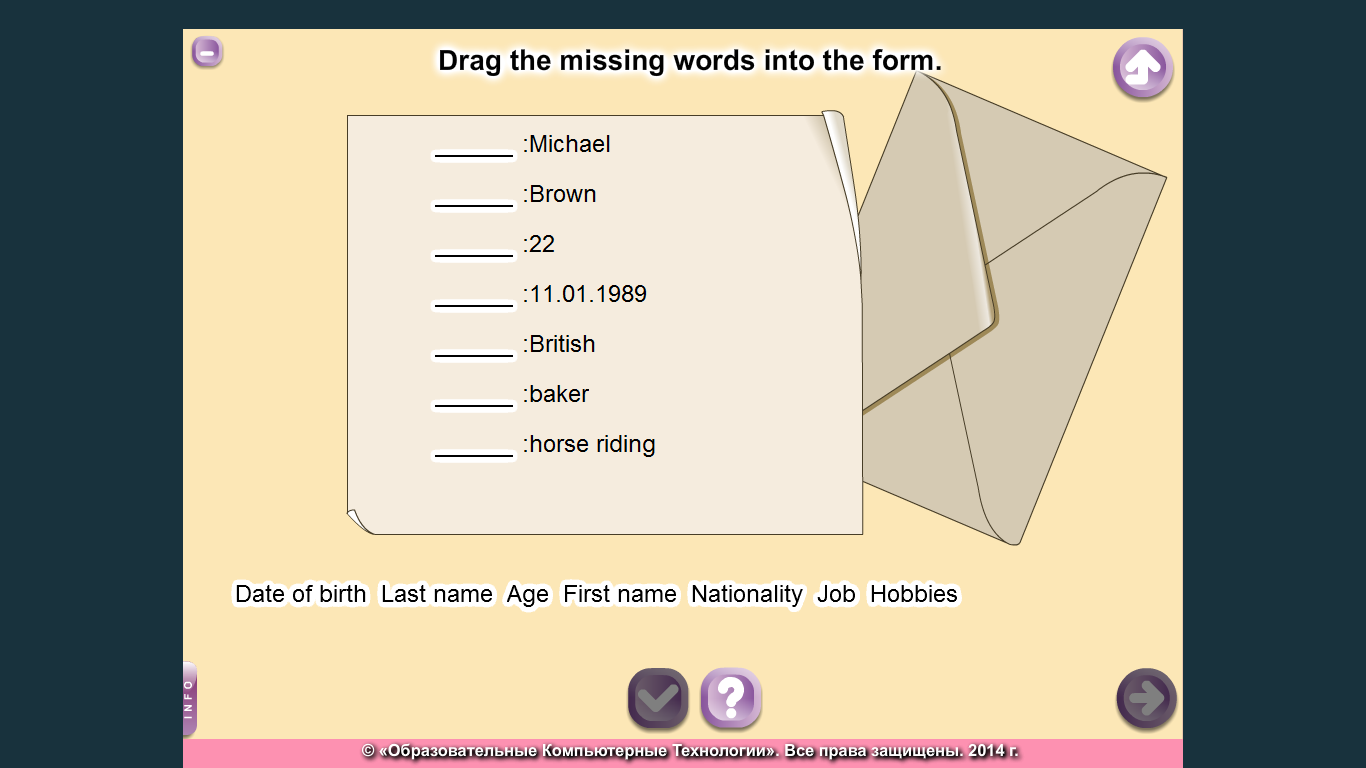 Drag the missing words into the form.
______ :Michael
______ :Brown
______ :22
______ :11.01.1989
______ :British
______ :baker
______ :horse riding
Date of birth Last name Age First name Nationality Job Hobbies
INFO
© «Образовательные Компьютерные Технологии». Все права защищены. 2014 г.